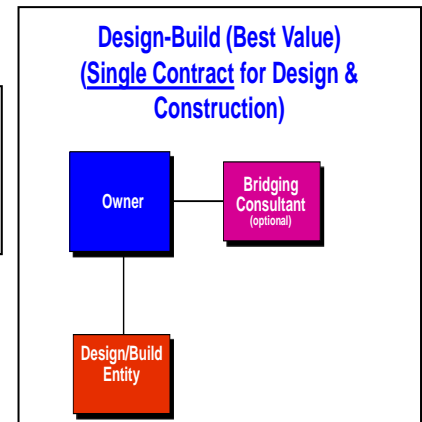 Design-Build (Best Value)
(Single Contract for Design &
Construction)
Owner
Bridging
Consultant
(optional)
Design/Build
Entity